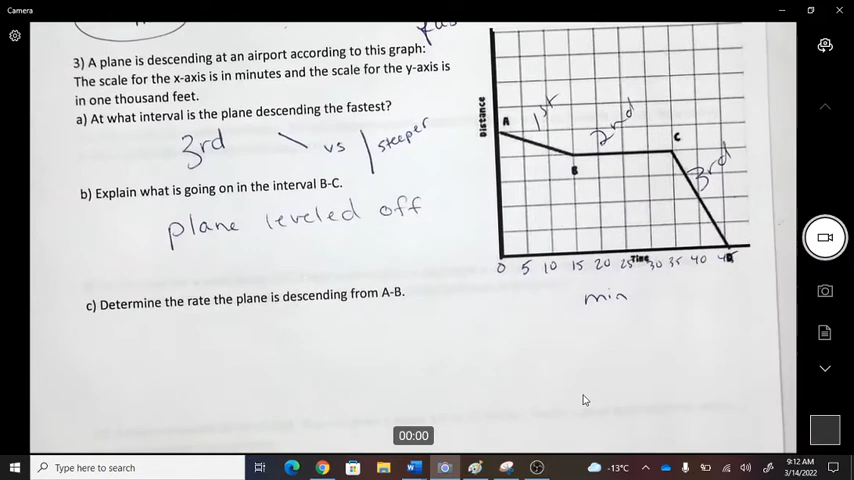 Camera
3) A plane is descending at an airport according to this graph:
The scale for the x-axis is in minutes and the scale for the y-axis is
in one thousand feet.
a) At what interval is the plane descending the fastest?
3rd vs steeper
b) Explain what is going on in the interval B-C.
plane leveled off
c) Determine the rate the plane is descending from A-B.
Distance
A
1st
2nd
C
B
3rd
0 5 10 15 20 25 Time 30 35 40
min
00:00
Type here to search
-13°C
9:12 AM
3/14/2022